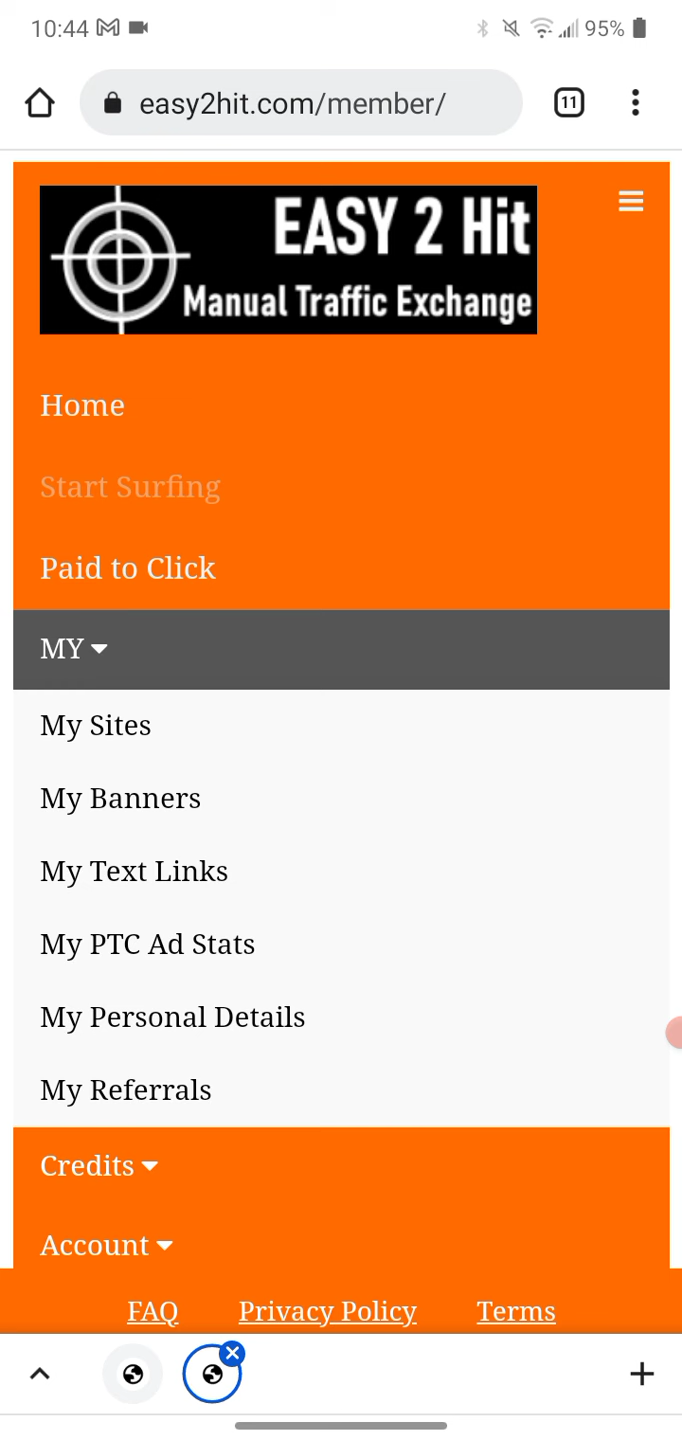 10:44
95%
easy2hit.com/member/
11
EASY 2 Hit
Manual Traffic Exchange
Home
Start Surfing
Paid to Click
MY
My Sites
My Banners
My Text Links
My PTC Ad Stats
My Personal Details
My Referrals
Credits
Account
FAQ Privacy Policy Terms